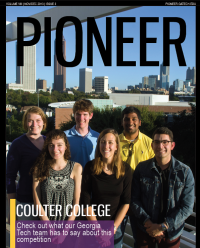 PIONEER
COULTER COLLEGE
Check out what our Georgia
Tech team has to say about this
competition